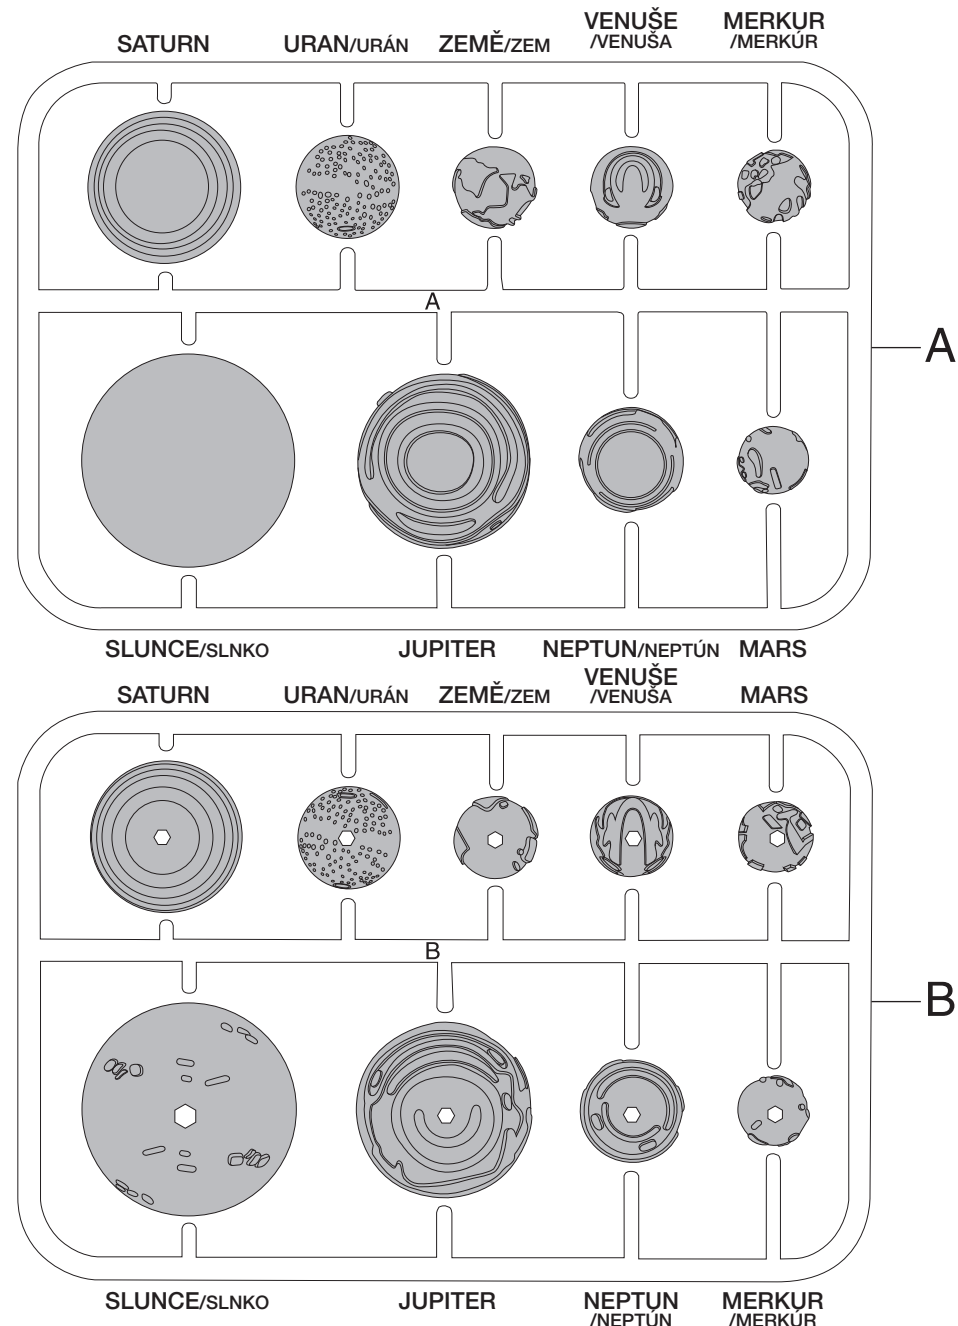 SATURN
URAN/URÁN
ZEMĚ/ZEM
VENUŠE
/VENUŠA
MERKUR
/MERKÚR
A
A
SLUNCE/SLNKO
JUPITER
NEPTUN/NEPTÚN
MARS
SATURN
URAN/URÁN
ZEMĚ/ZEM
VENUŠE
/VENUŠA
MARS
B
B
SLUNCE/SLNKO
JUPITER
NEPTUN
/NEPTÚN
MERKUR
/MERKÚR